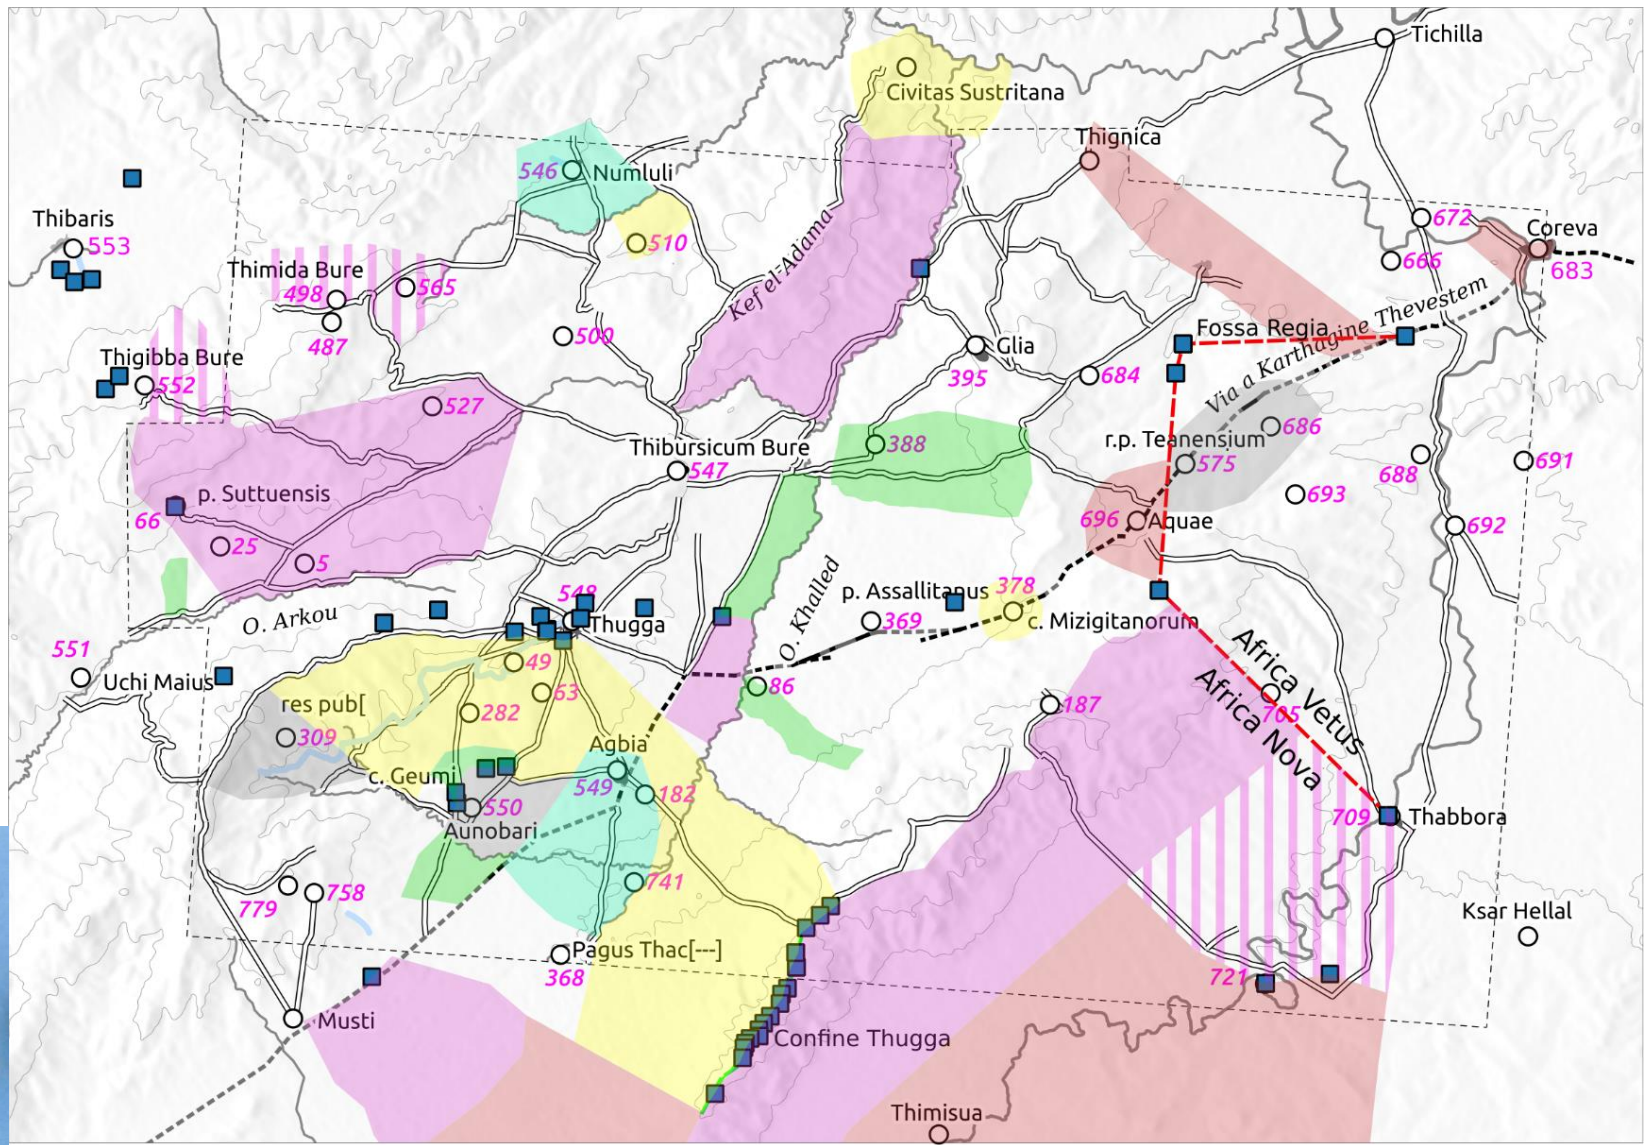 Tichilla
Civitas Sustritana
Thignica
546 Numluli
672
Thibaris
553
510
Coreva
683
666
Thimida Bure
498
565
Kef el-Adama
487
500
Fossa Regia
Via a Karthagine Thevestem
Glia
395
Thigibba Bure
552
684
527
r.p. Teanensium
686
575
Thibursicum Bure
547
388
688
691
693
p. Suttuensis
66
696 Aquae
692
25
5
O. Khalled
548
Thugga
O. Arkou
p. Assallitanus
369
378
c. Mizigitanorum
551
Uchi Maius
49
63
86
Africa Vetus
Africa Nova
705
187
res pub[
309
282
Agbia
549
182
c. Geumi
550
Aunobari
709 Thabbora
741
779
758
Ksar Hellal
Pagus Thac[---]
368
721
Musti
Confine Thugga
Thimisua